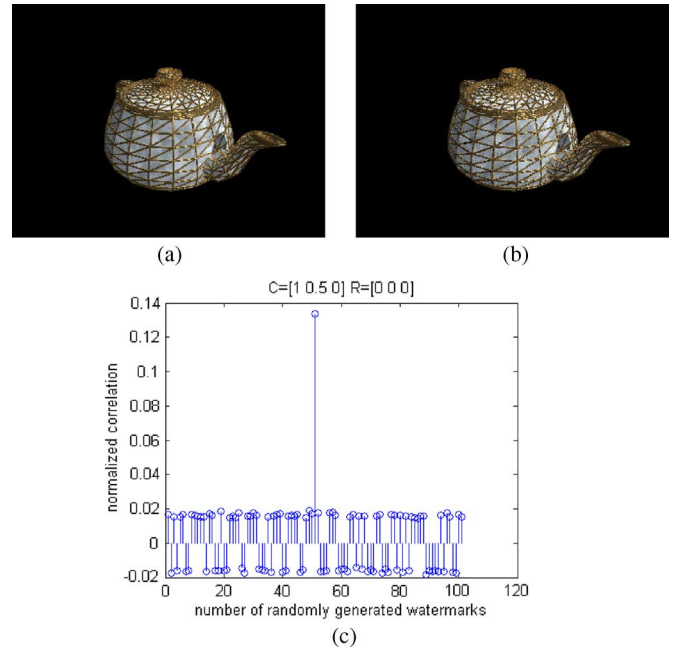 (a)
(b)
C=[1 0.5 0] R=[0 0 0]
0.14
0.12
0.1
0.08
0.06
0.04
0.02
0
-0.02
normalized correlation
0 20 40 60 80 100 120
number of randomly generated watermarks
(c)